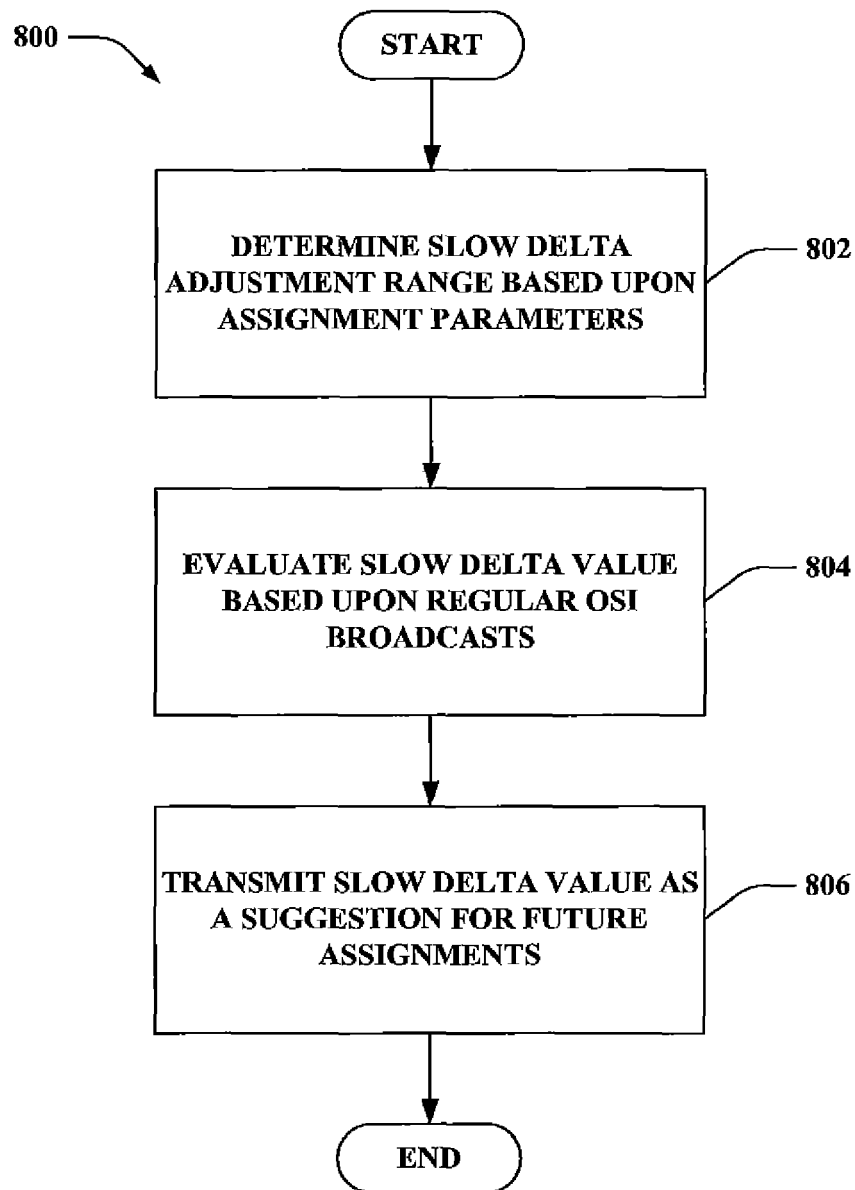 800
START
DETERMINE SLOW DELTA
ADJUSTMENT RANGE BASED UPON
ASSIGNMENT PARAMETERS
802
EVALUATE SLOW DELTA VALUE
BASED UPON REGULAR OSI
BROADCASTS
804
TRANSMIT SLOW DELTA VALUE AS
A SUGGESTION FOR FUTURE
ASSIGNMENTS
806
END